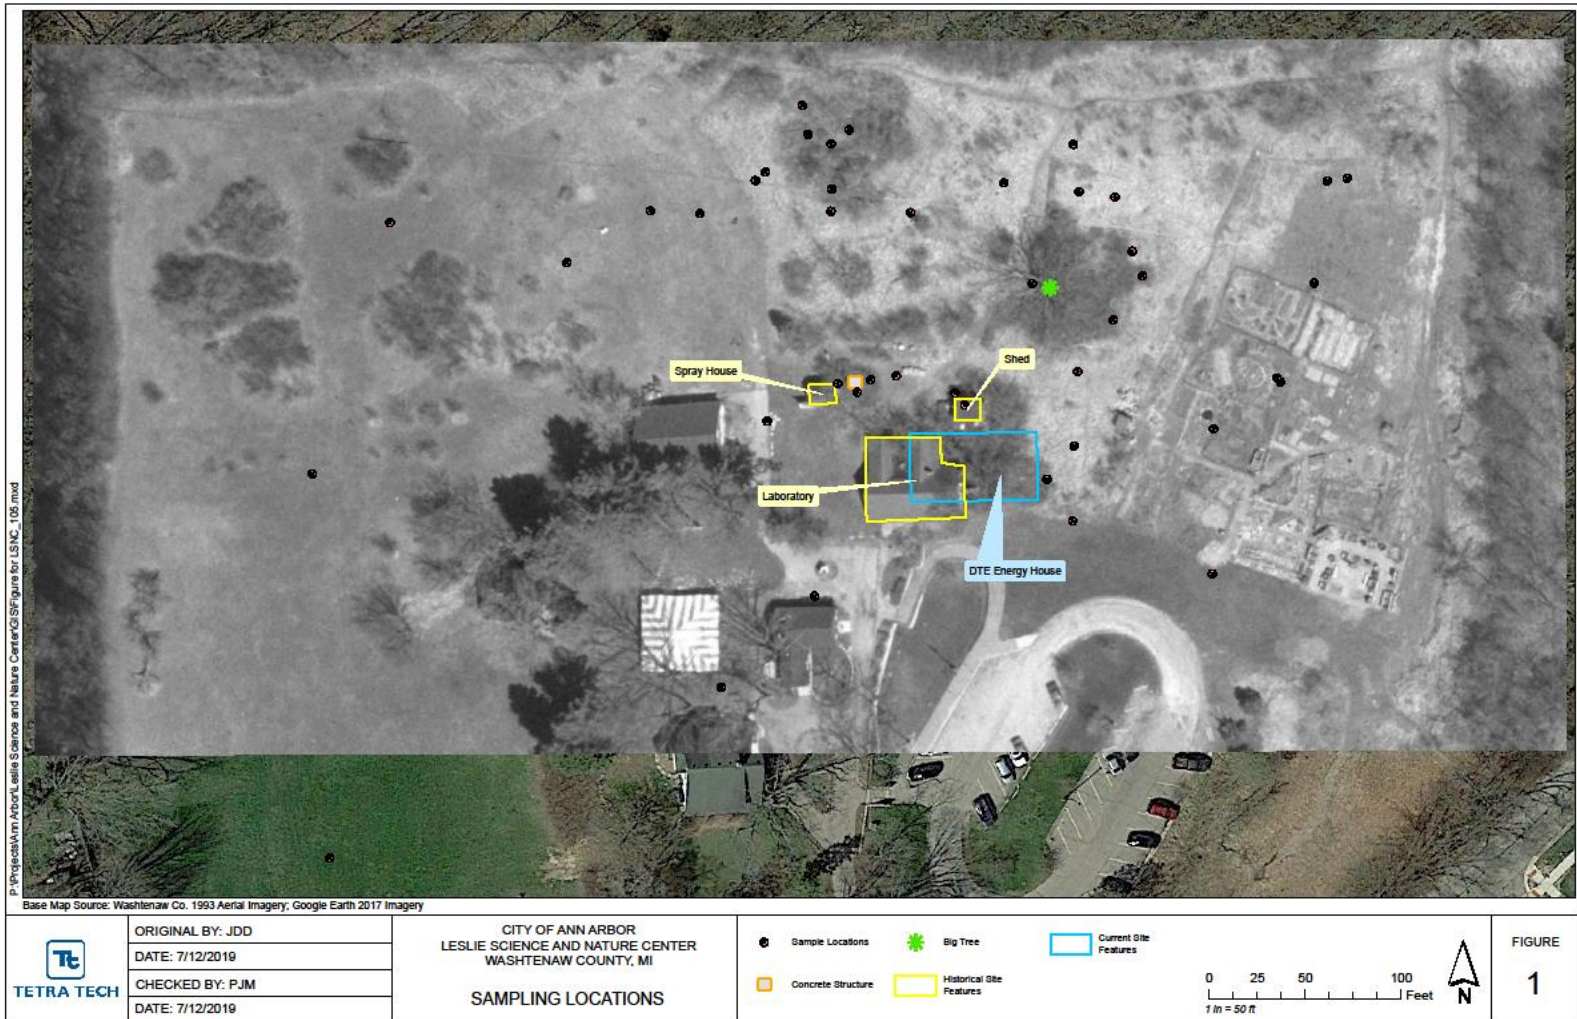 Spray House
Shed
Laboratory
DTE Energy House
P:\Projects\Ann Arbor\Leslie Science and Nature Center\GIS\Figure for LSNC_105.mxd
Base Map Source: Washtenaw Co. 1993 Aerial Imagery; Google Earth 2017 Imagery
Tt
TETRA TECH
ORIGINAL BY: JDD
DATE: 7/12/2019
CHECKED BY: PJM
DATE: 7/12/2019
CITY OF ANN ARBOR
LESLIE SCIENCE AND NATURE CENTER
WASHTENAW COUNTY, MI
SAMPLING LOCATIONS
Sample Locations
Big Tree
Current Site
Features
Concrete Structure
Historical Site
Features
0 25 50 100
Feet
1 in = 50 ft
N
FIGURE
1